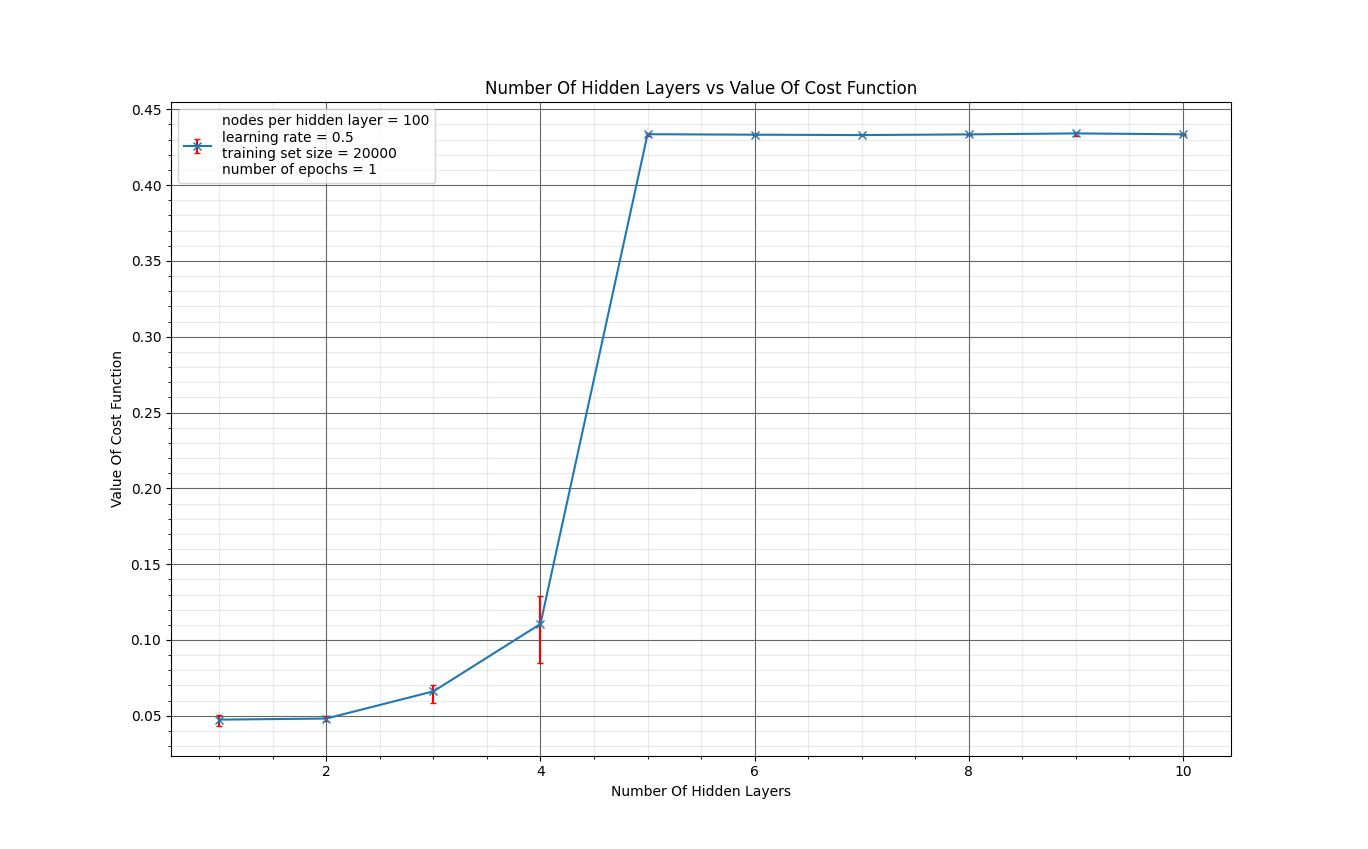 Number Of Hidden Layers vs Value Of Cost Function
nodes per hidden layer = 100
learning rate = 0.5
training set size = 20000
number of epochs = 1
0.45
0.40
0.35
0.30
0.25
0.20
0.15
0.10
0.05
Value Of Cost Function
2 4 6 8 10
Number Of Hidden Layers